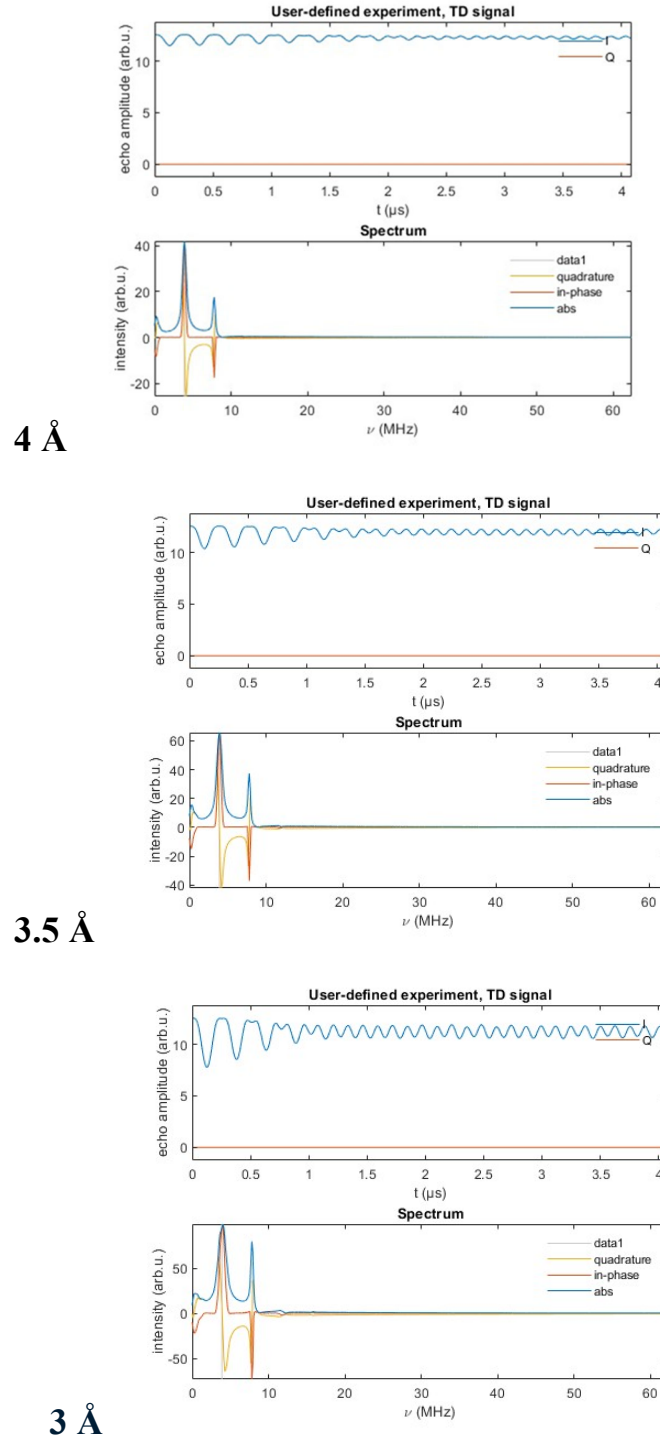 User-defined experiment, TD signal
echo amplitude (arb.u.)
10
5
0
I
Q
0 0.5 1 1.5 2 2.5 3 3.5 4
t (µs)
Spectrum
intensity (arb.u.)
40
20
0
-20
data1
quadrature
in-phase
abs
0 10 20 30 40 50 60
ν (MHz)
4 Å
User-defined experiment, TD signal
echo amplitude (arb.u.)
10
5
0
I
Q
0 0.5 1 1.5 2 2.5 3 3.5 4
t (µs)
Spectrum
intensity (arb.u.)
60
40
20
0
-20
-40
data1
quadrature
in-phase
abs
0 10 20 30 40 50 60
ν (MHz)
3.5 Å
User-defined experiment, TD signal
echo amplitude (arb.u.)
10
5
0
I
Q
0 0.5 1 1.5 2 2.5 3 3.5 4
t (µs)
Spectrum
intensity (arb.u.)
50
0
-50
data1
quadrature
in-phase
abs
0 10 20 30 40 50 60
ν (MHz)
3 Å